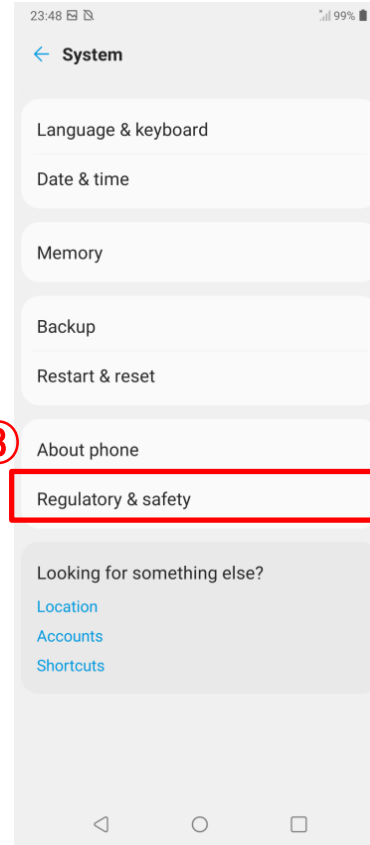 23:48 99%
System
Language & keyboard
Date & time
Memory
Backup
Restart & reset
About phone
Regulatory & safety
Looking for something else?
Location
Accounts
Shortcuts